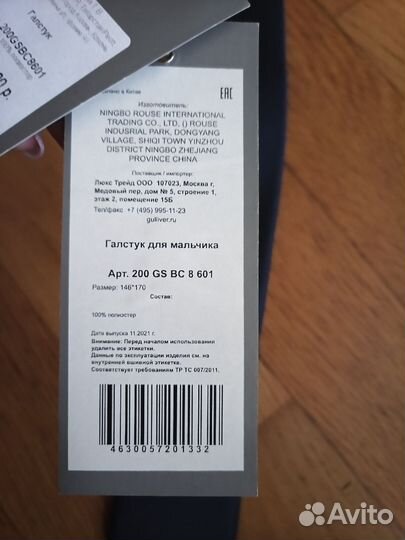 Галстук
200GSBC8601
00 р.
в Китае
EAC
Изготовитель:
NINGBO ROUSE INTERNATIONAL
TRADING CO., LTD, () ROUSE
INDUSRIAL PARK, DONGYANG
VILLAGE, SHIQI TOWN YINZHOU
DISTRICT NINGBO ZHEJIANG
PROVINCE CHINA
Поставщик / импортер:
Люкс Трейд ООО 107023, Москва г,
Медовый пер, дом № 5, строение 1,
этаж 2, помещение 15Б
Тел/факс +7 (495) 995-11-23
gulliver.ru
Галстук для мальчика
Арт. 200 GS BC 8 601
Размер: 146*170
Состав:
100% полиэстер
Дата выпуска 11.2021 г.
Внимание: Перед началом использования
удалить все этикетки.
Данные по эксплуатации изделия см. на
внутренней вшивной этикетке.
Соответствует требованиям ТР ТС 007/2011.
4630057201332
Avito